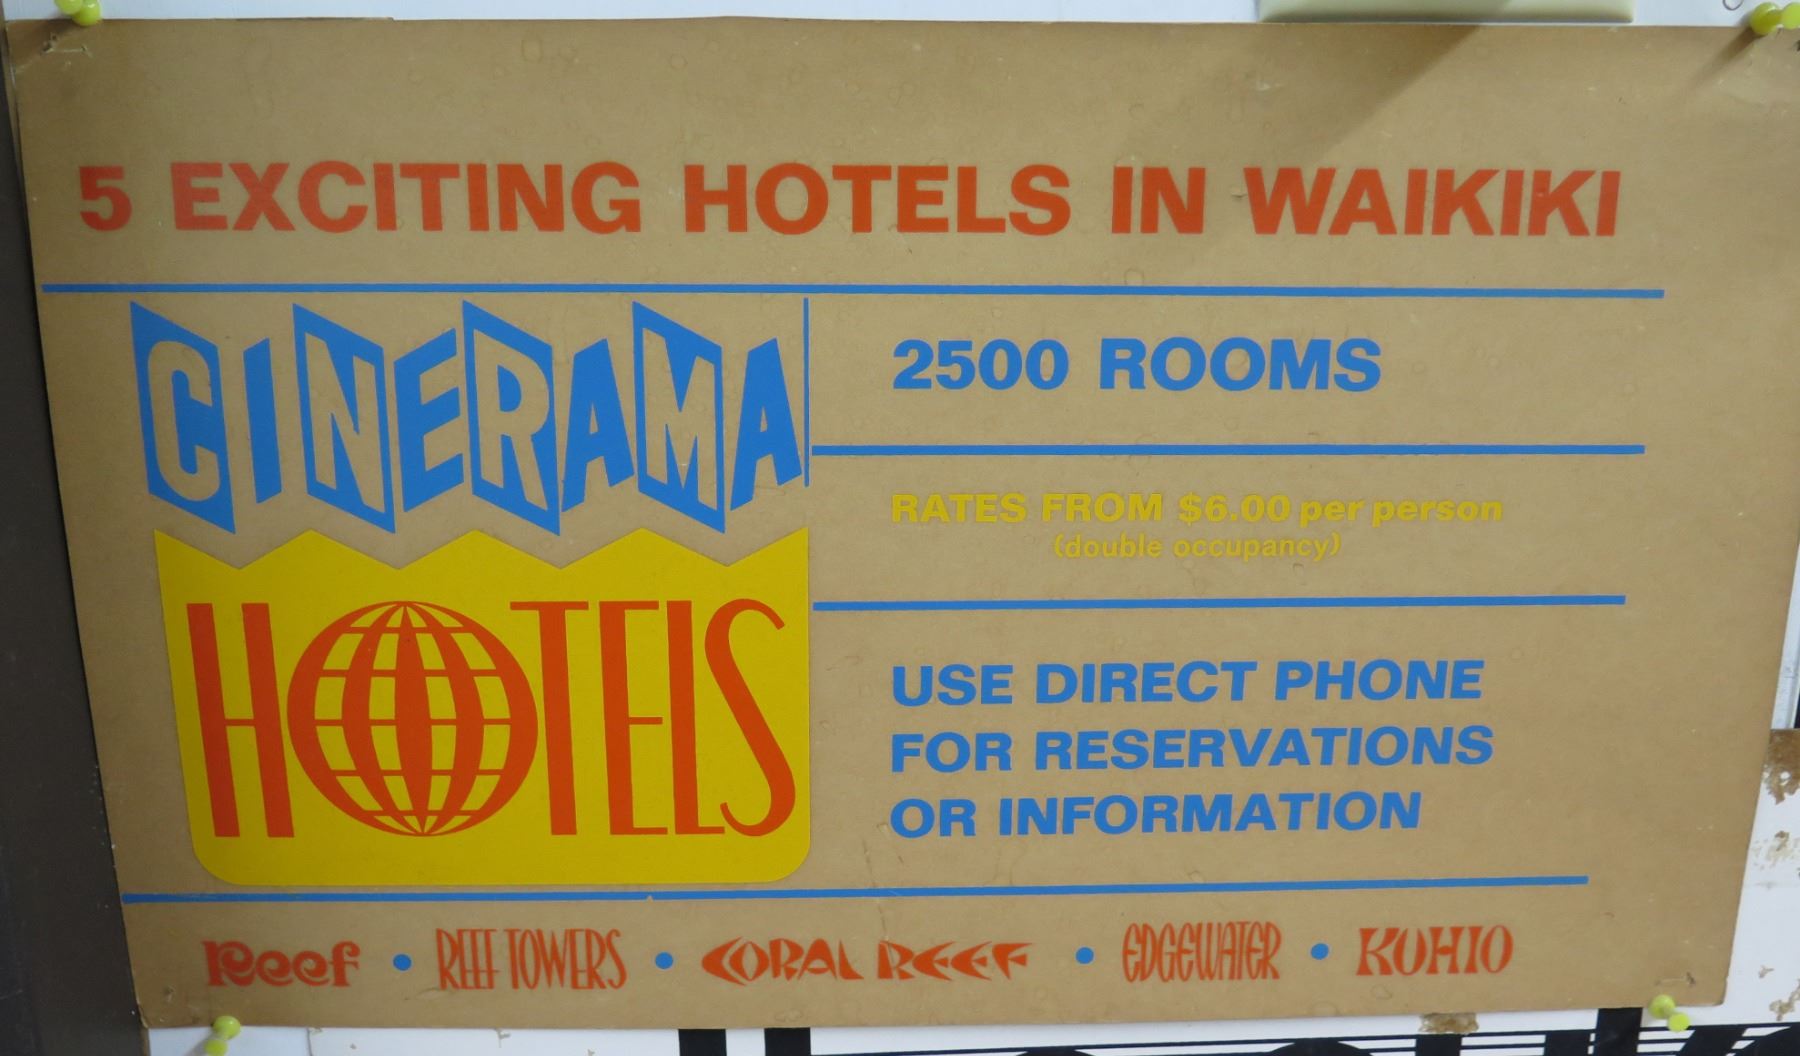 5 EXCITING HOTELS IN WAIKIKI
CINERAMA
HOTELS
2500 ROOMS
RATES FROM $6.00 per person
(double occupancy)
USE DIRECT PHONE
FOR RESERVATIONS
OR INFORMATION
Reef • REEF TOWERS • CORAL REEF • EDGEWATER • KUHIO